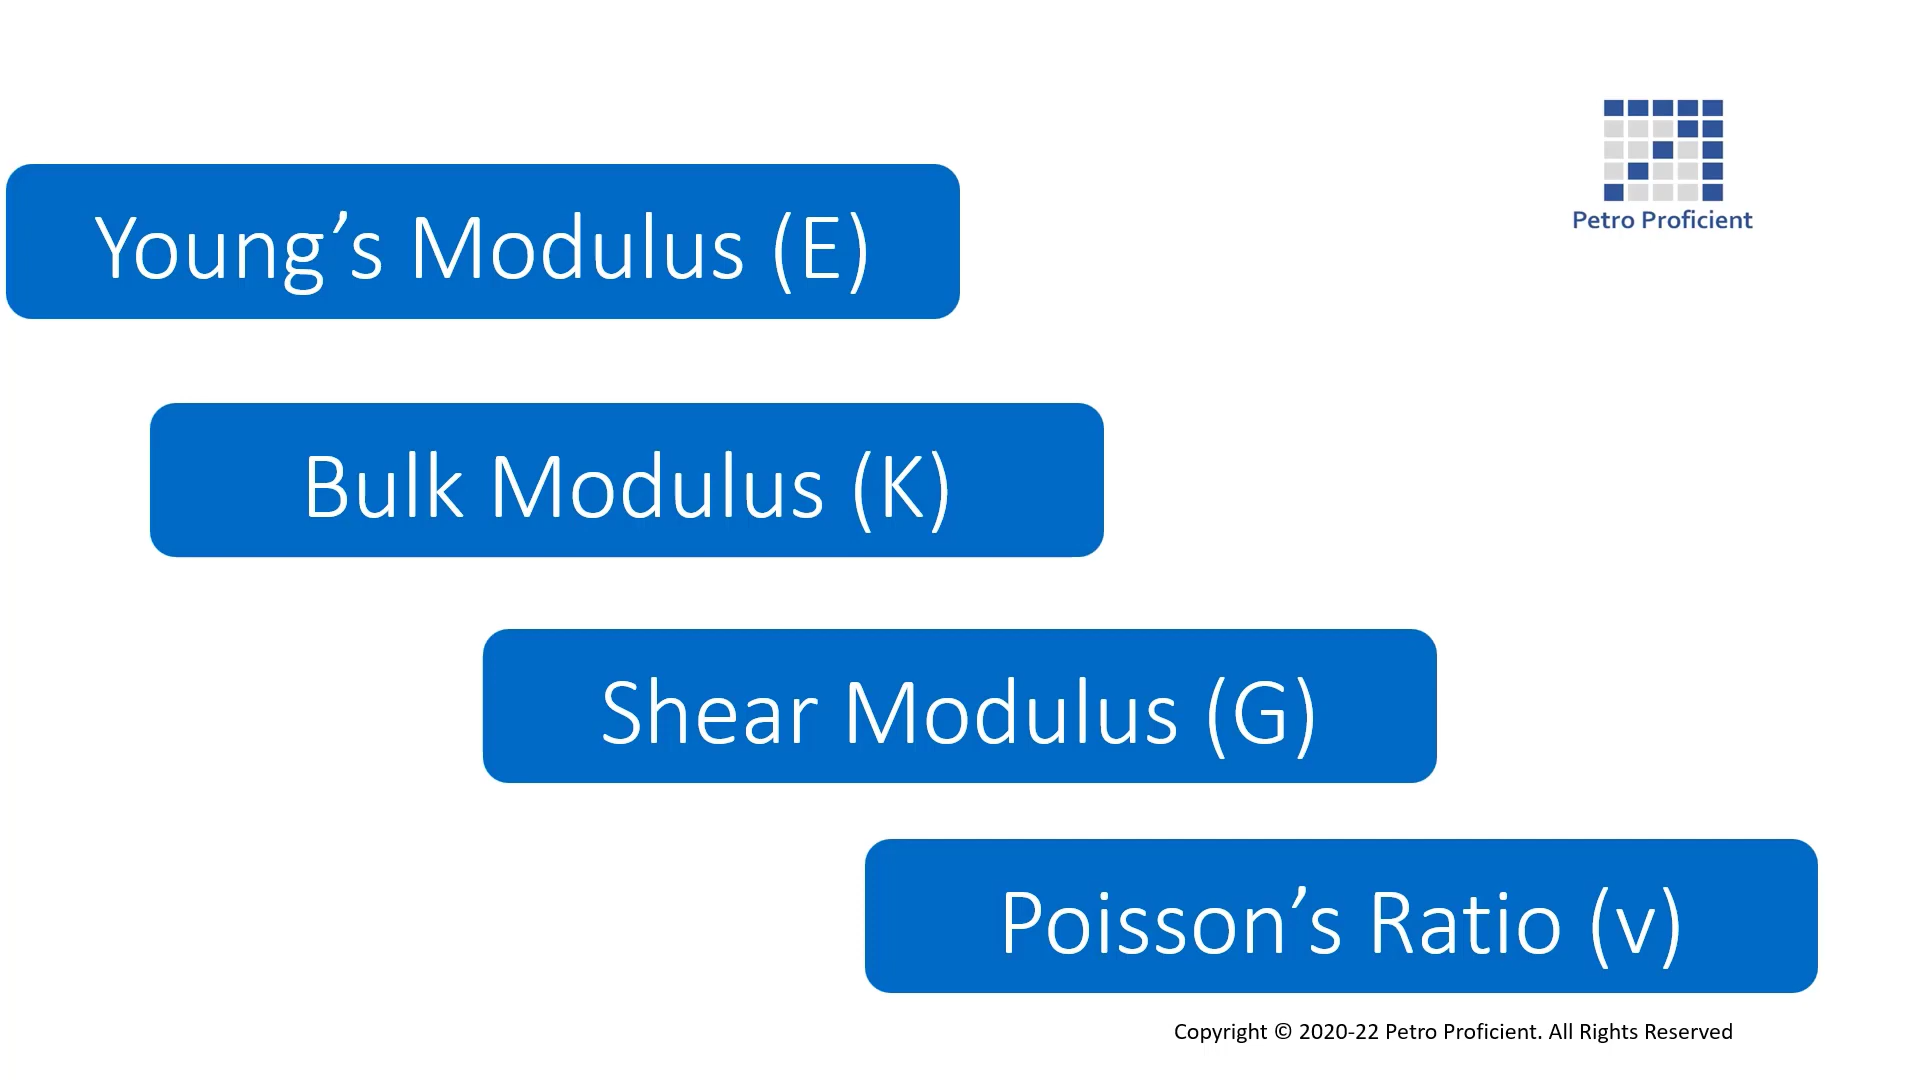 Petro Proficient
Young’s Modulus (E)
Bulk Modulus (K)
Shear Modulus (G)
Poisson’s Ratio (v)
Copyright © 2020-22 Petro Proficient. All Rights Reserved